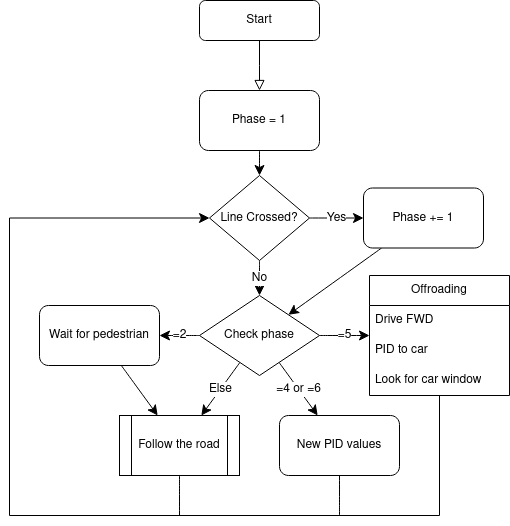 Start
Phase = 1
Line Crossed?
Yes
Phase += 1
No
Offroading
Drive FWD
PID to car
Look for car window
Check phase
=5
=2
Wait for pedestrian
Else
=4 or =6
Follow the road
New PID values